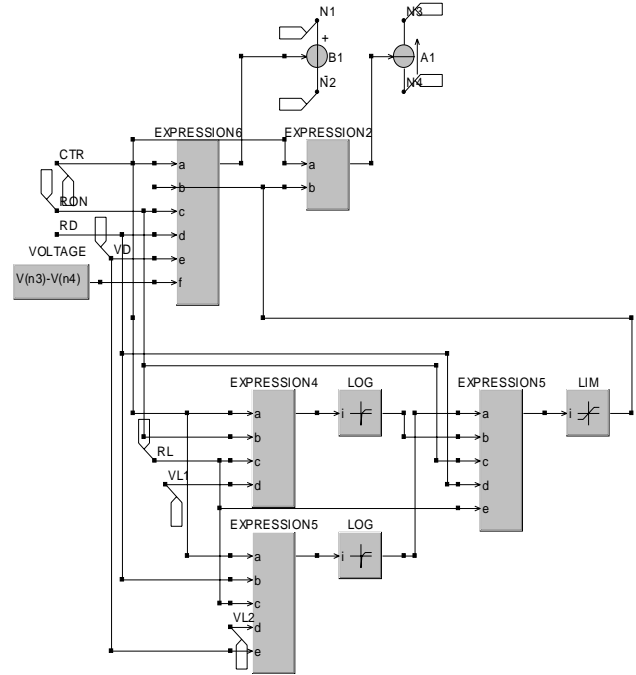 N1
N3
+
B1
A1
-
N2
N4
EXPRESSION6
EXPRESSION2
CTR
a
a
b
b
RON
c
RD
d
VOLTAGE
VD
e
V(n3)-V(n4)
f
EXPRESSION4
LOG
EXPRESSION5
LIM
a
i
a
i
b
b
RL
c
c
VL1
d
d
e
EXPRESSION5
LOG
a
i
b
c
VL2
d
e